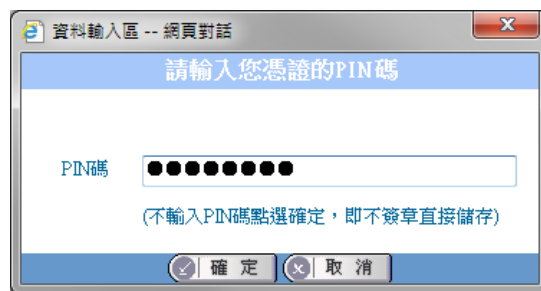 資料輸入區 -- 網頁對話
請輸入您憑證的PIN碼
PIN碼 ●●●●●●●●
(不輸入PIN碼點選確定，即不簽章直接儲存)
確 定 取 消